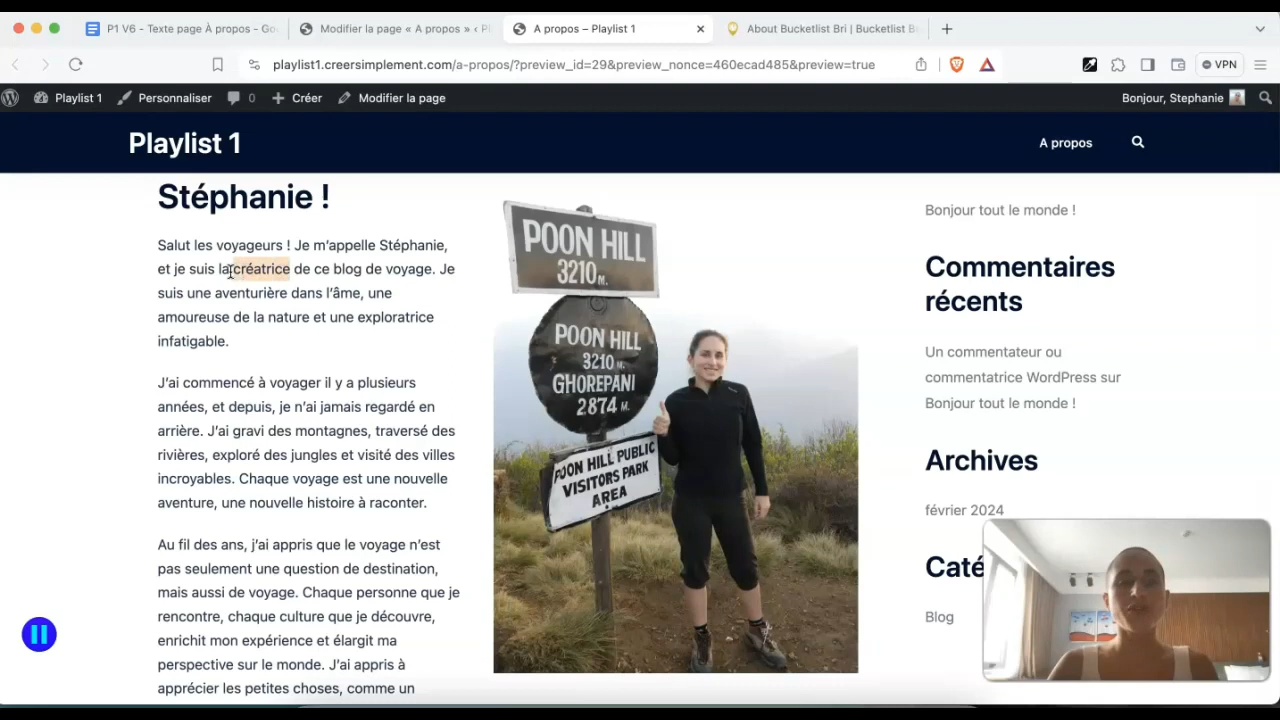 P1 V6 - Texte page À propos - Go
Modifier la page « A propos » ‹ Pl
A propos – Playlist 1
About Bucketlist Bri | Bucketlist B
playlist1.creersimplement.com/a-propos/?preview_id=29&preview_nonce=460ecad485&preview=true
VPN
Playlist 1
Personnaliser
0
Créer
Modifier la page
Bonjour, Stephanie
Playlist 1
A propos
Stéphanie !
Salut les voyageurs ! Je m’appelle Stéphanie,
et je suis la créatrice de ce blog de voyage. Je
suis une aventurière dans l’âme, une
amoureuse de la nature et une exploratrice
infatigable.
J’ai commencé à voyager il y a plusieurs
années, et depuis, je n’ai jamais regardé en
arrière. J’ai gravi des montagnes, traversé des
rivières, exploré des jungles et visité des villes
incroyables. Chaque voyage est une nouvelle
aventure, une nouvelle histoire à raconter.
Au fil des ans, j’ai appris que le voyage n’est
pas seulement une question de destination,
mais aussi de voyage. Chaque personne que je
rencontre, chaque culture que je découvre,
enrichit mon expérience et élargit ma
perspective sur le monde. J’ai appris à
apprécier les petites choses, comme un
POON HILL
3210 M.
POON HILL
3210 M.
GHOREPANI
2874 M.
POON HILL PUBLIC
VISITORS PARK
AREA
Bonjour tout le monde !
Commentaires
récents
Un commentateur ou
commentatrice WordPress sur
Bonjour tout le monde !
Archives
février 2024
Caté
Blog